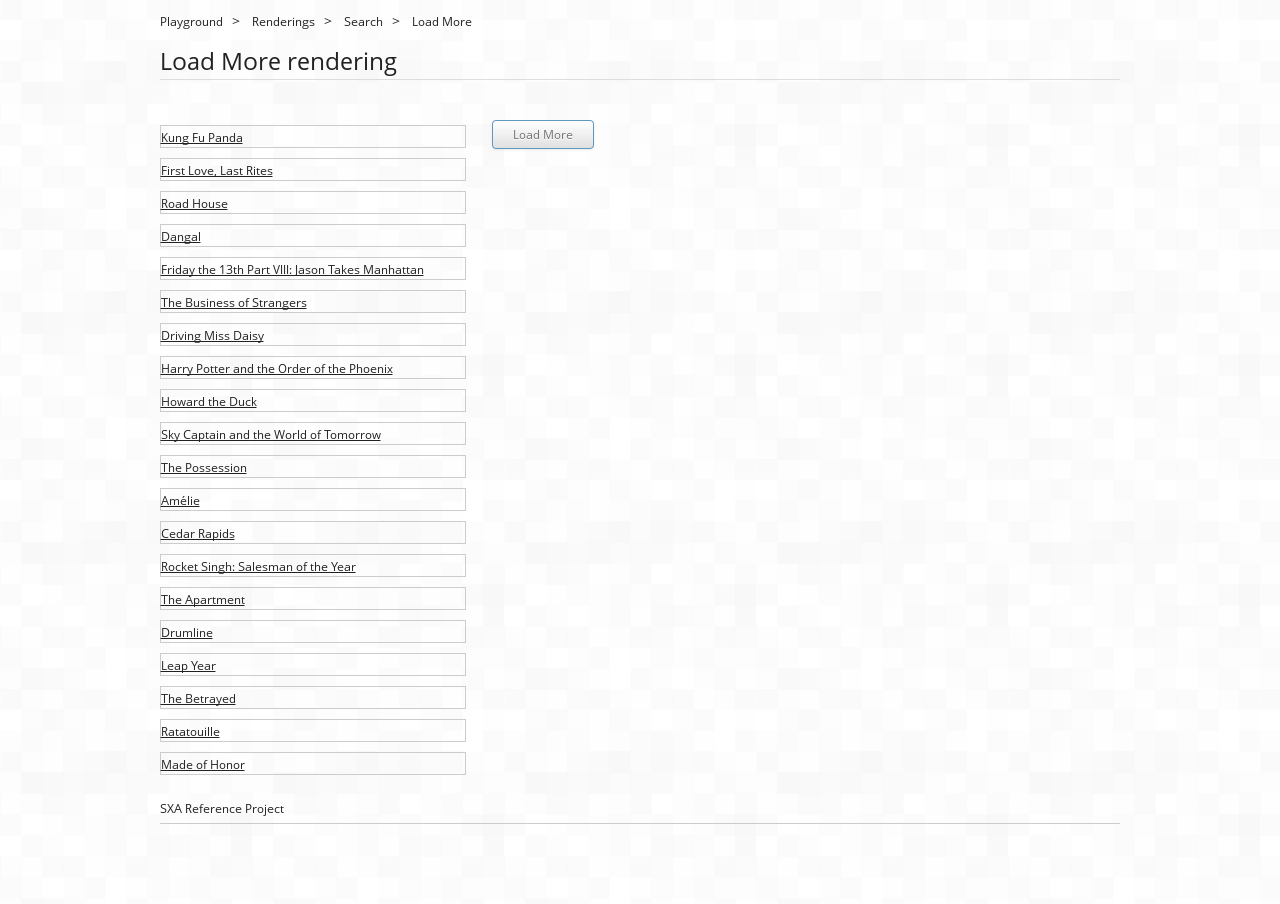 Playground > Renderings > Search > Load More
Load More rendering
Kung Fu Panda
Load More
First Love, Last Rites
Road House
Dangal
Friday the 13th Part VIII: Jason Takes Manhattan
The Business of Strangers
Driving Miss Daisy
Harry Potter and the Order of the Phoenix
Howard the Duck
Sky Captain and the World of Tomorrow
The Possession
Amélie
Cedar Rapids
Rocket Singh: Salesman of the Year
The Apartment
Drumline
Leap Year
The Betrayed
Ratatouille
Made of Honor
SXA Reference Project